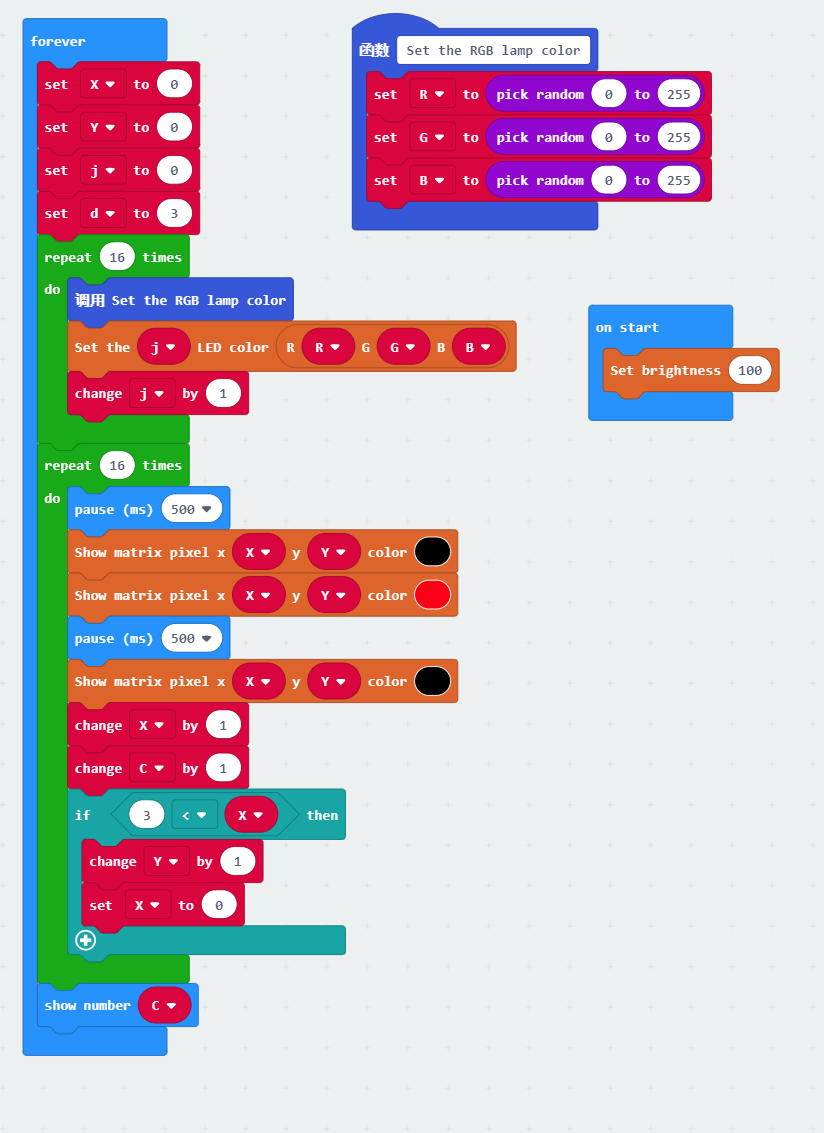 forever
set X to 0
set Y to 0
set j to 0
set d to 3
repeat 16 times
do
调用 Set the RGB lamp color
Set the j LED color R R G G B B
change j by 1
repeat 16 times
do
pause (ms) 500
Show matrix pixel x X y Y color
Show matrix pixel x X y Y color
pause (ms) 500
Show matrix pixel x X y Y color
change X by 1
change C by 1
if 3 < X then
change Y by 1
set X to 0
show number C
函数 Set the RGB lamp color
set R to pick random 0 to 255
set G to pick random 0 to 255
set B to pick random 0 to 255
on start
Set brightness 100